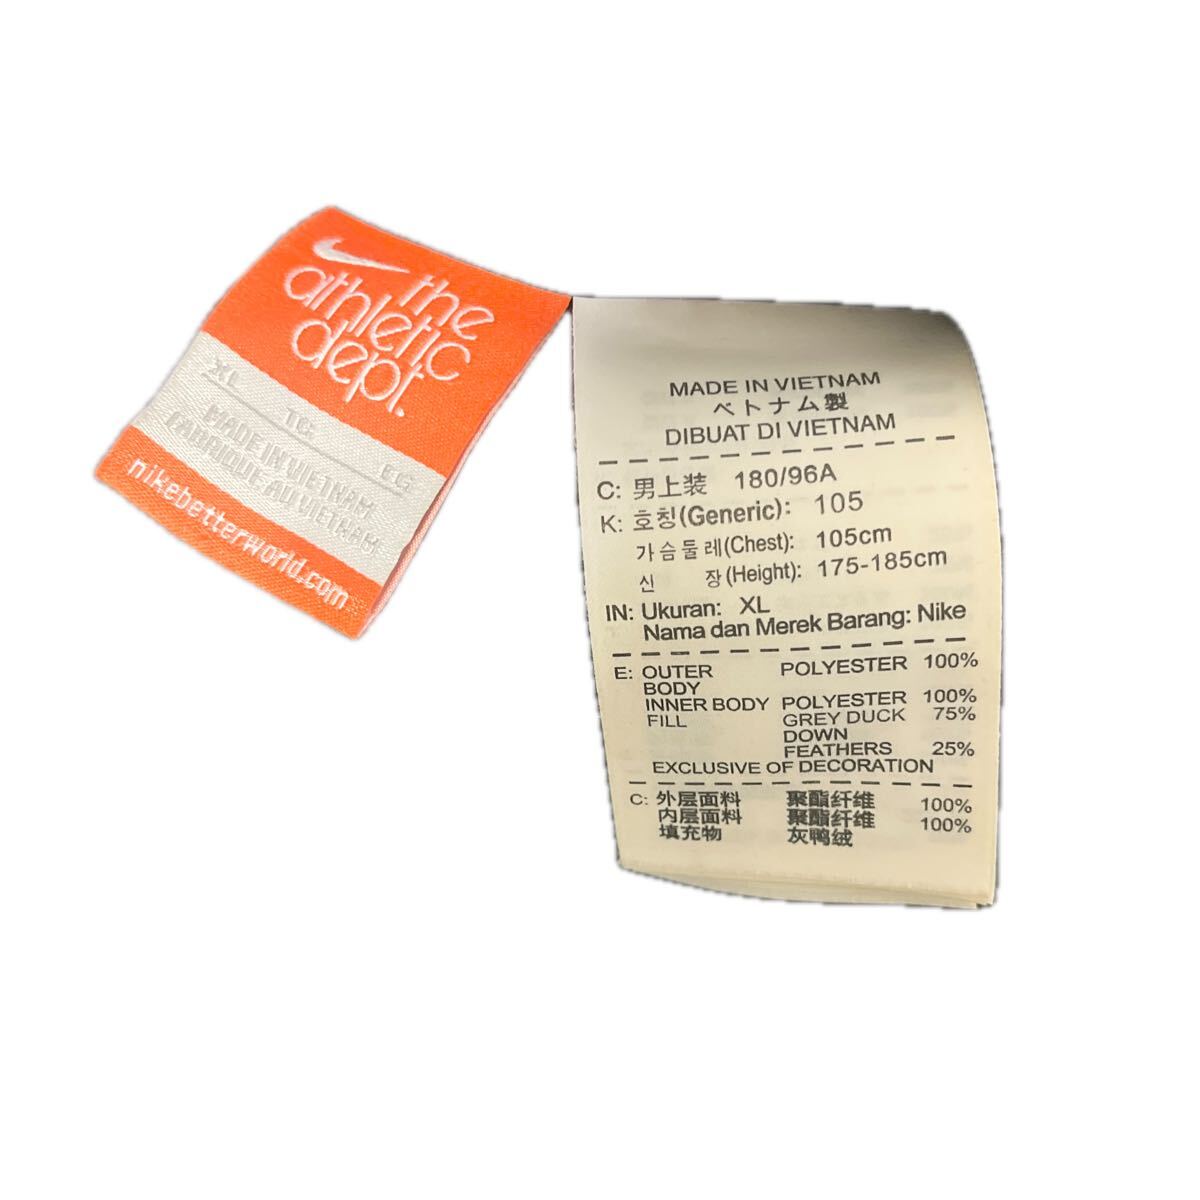 the
athletic
dept.
XL TG: EG
MADE IN VIETNAM
FABRIQUE AU VIETNAM
nikebetterworld.com
MADE IN VIETNAM
ベトナム製
DIBUAT DI VIETNAM
C: 男上装 180/96A
K: 호칭(Generic): 105
가슴둘레(Chest): 105cm
신 장(Height): 175-185cm
IN: Ukuran: XL
Nama dan Merek Barang: Nike
E: OUTER POLYESTER 100%
BODY
INNER BODY POLYESTER 100%
FILL GREY DUCK 75%
DOWN
FEATHERS 25%
EXCLUSIVE OF DECORATION
C: 外层面料 聚酯纤维 100%
内层面料 聚酯纤维 100%
填充物 灰鸭绒